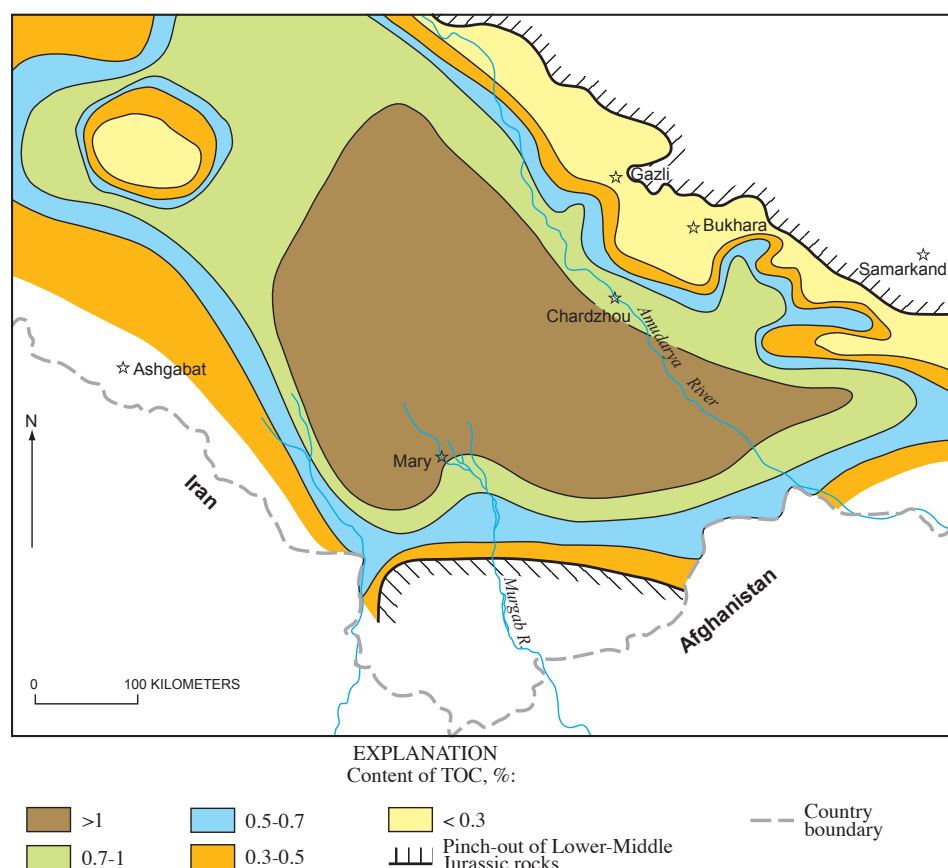 Gazli
Bukhara
Samarkand
Chardzhou
Amudarya
River
Ashgabat
N
Mary
Iran
Murgab R.
Afghanistan
0
100 KILOMETERS
EXPLANATION
Content of TOC, %:
>1
0.5-0.7
< 0.3
Country
boundary
0.7-1
0.3-0.5
Pinch-out of Lower-Middle
Jurassic rocks